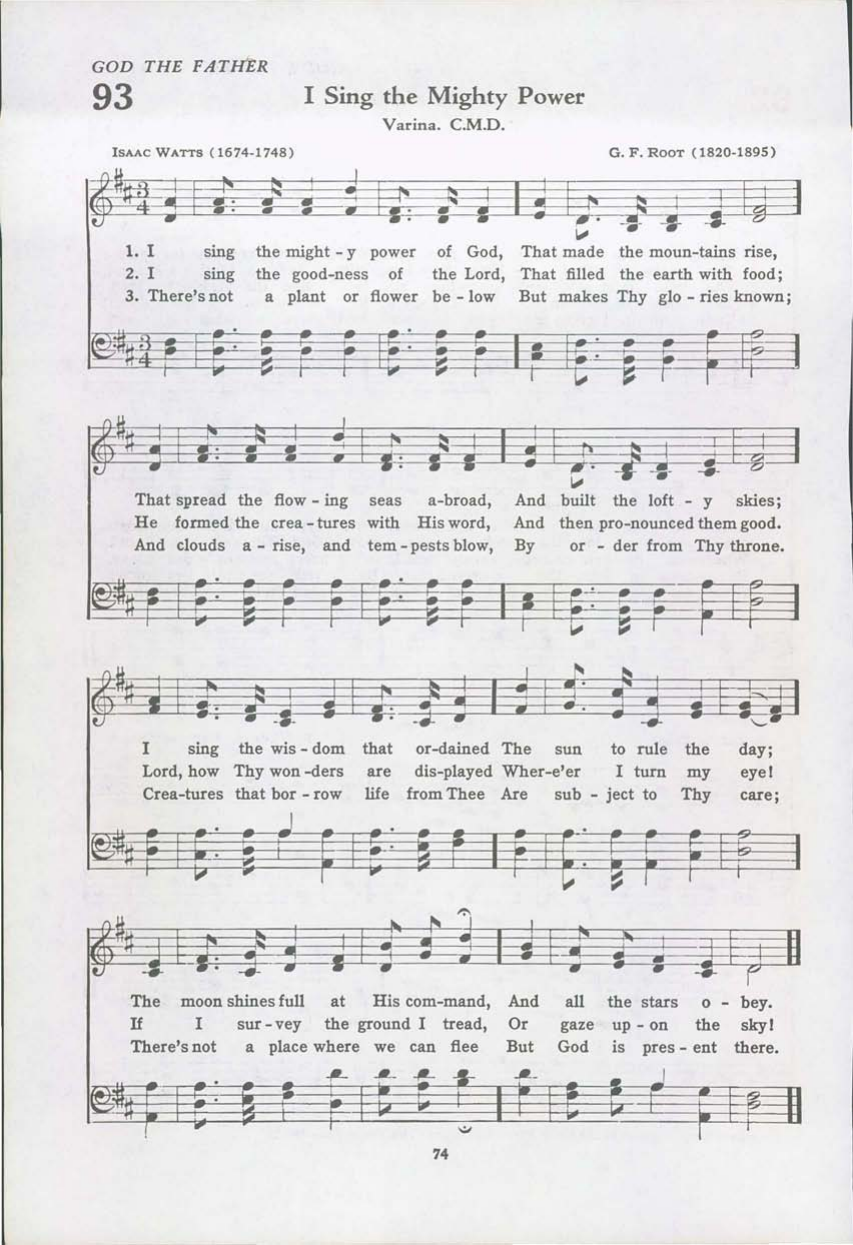 GOD THE FATHER
93 I Sing the Mighty Power
Varina. C.M.D.
ISAAC WATTS (1674-1748) G. F. ROOT (1820-1895)
1. I sing the might - y power of God, That made the moun-tains rise,
2. I sing the good-ness of the Lord, That filled the earth with food;
3. There's not a plant or flower be - low But makes Thy glo - ries known;
That spread the flow - ing seas a-broad, And built the loft - y skies;
He formed the crea - tures with His word, And then pro-nounced them good.
And clouds a - rise, and tem - pests blow, By or - der from Thy throne.
I sing the wis - dom that or-dained The sun to rule the day;
Lord, how Thy won -ders are dis-played Wher-e'er I turn my eye!
Crea-tures that bor - row life from Thee Are sub - ject to Thy care;
The moon shines full at His com-mand, And all the stars o - bey.
If I sur - vey the ground I tread, Or gaze up - on the sky!
There's not a place where we can flee But God is pres - ent there.
74